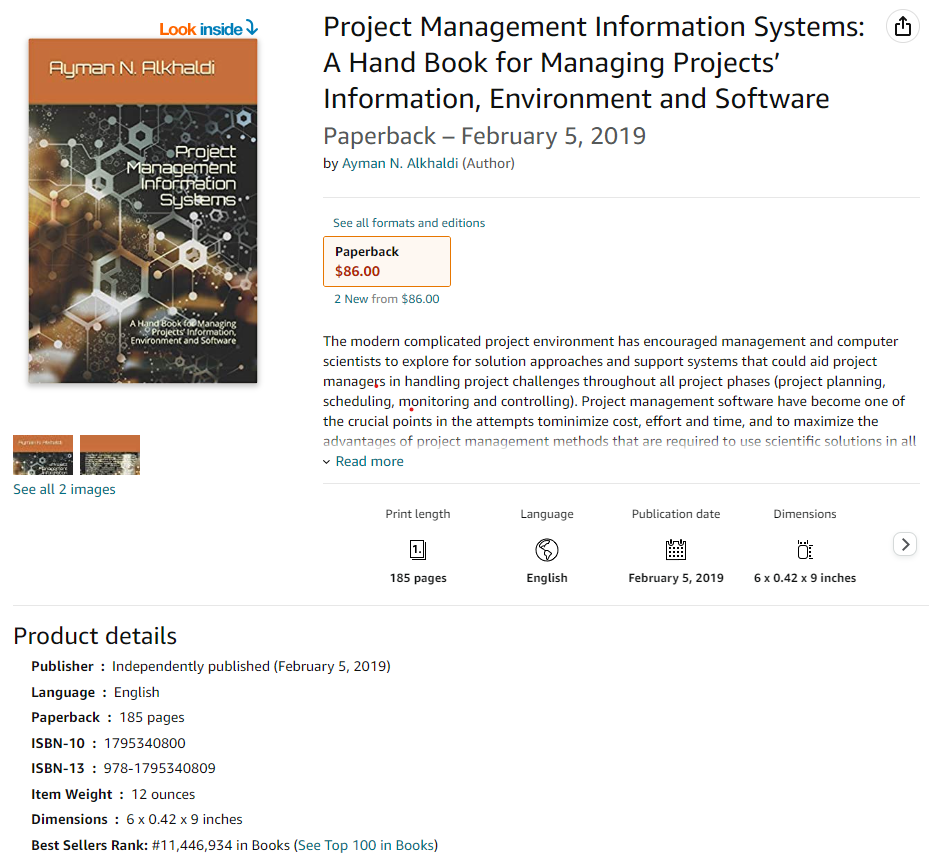 Look inside
Ayman N. Alkhaldi
Project
Management
Information
Systems
A Hand Book for Managing
Projects' Information,
Environment and Software
See all 2 images
Project Management Information Systems:
A Hand Book for Managing Projects’
Information, Environment and Software
Paperback – February 5, 2019
by Ayman N. Alkhaldi (Author)
See all formats and editions
Paperback
$86.00
2 New from $86.00
The modern complicated project environment has encouraged management and computer
scientists to explore for solution approaches and support systems that could aid project
managers in handling project challenges throughout all project phases (project planning,
scheduling, monitoring and controlling). Project management software have become one of
the crucial points in the attempts tominimize cost, effort and time, and to maximize the
advantages of project management methods that are required to use scientific solutions in all
Read more
Print length
Language
Publication date
Dimensions
1.
185 pages
English
February 5, 2019
6 x 0.42 x 9 inches
Product details
Publisher : Independently published (February 5, 2019)
Language : English
Paperback : 185 pages
ISBN-10 : 1795340800
ISBN-13 : 978-1795340809
Item Weight : 12 ounces
Dimensions : 6 x 0.42 x 9 inches
Best Sellers Rank: #11,446,934 in Books (See Top 100 in Books)